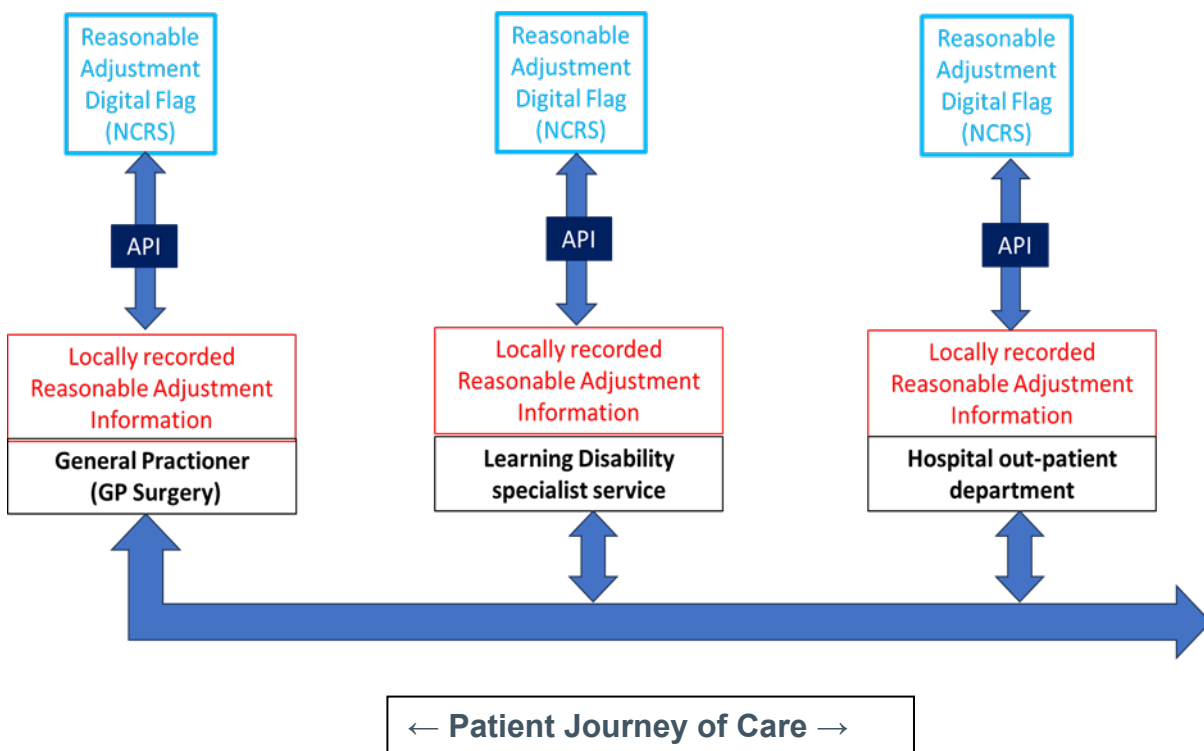 Reasonable
Adjustment
Digital Flag
(NCRS)
Reasonable
Adjustment
Digital Flag
(NCRS)
Reasonable
Adjustment
Digital Flag
(NCRS)
API
API
API
Locally recorded
Reasonable Adjustment
Information
General Practioner
(GP Surgery)
Locally recorded
Reasonable Adjustment
Information
Learning Disability
specialist service
Locally recorded
Reasonable Adjustment
Information
Hospital out-patient
department
← Patient Journey of Care →